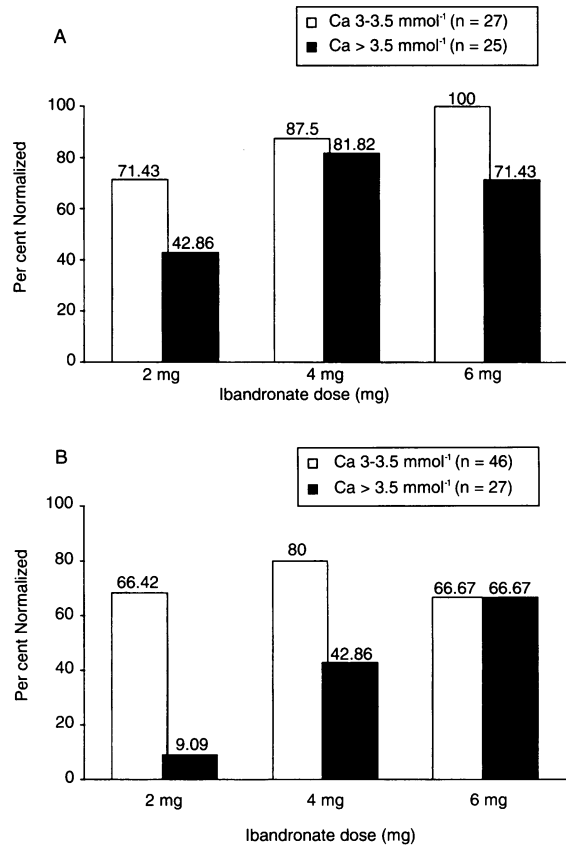 A
□ Ca 3-3.5 mmol⁻¹ (n = 27)
■ Ca > 3.5 mmol⁻¹ (n = 25)
Per cent Normalized
100
80
60
40
20
0
71.43
42.86
87.5
81.82
100
71.43
2 mg
4 mg
6 mg
Ibandronate dose (mg)
B
□ Ca 3-3.5 mmol⁻¹ (n = 46)
■ Ca > 3.5 mmol⁻¹ (n = 27)
Per cent Normalized
100
80
60
40
20
0
66.42
9.09
80
42.86
66.67
66.67
2 mg
4 mg
6 mg
Ibandronate dose (mg)